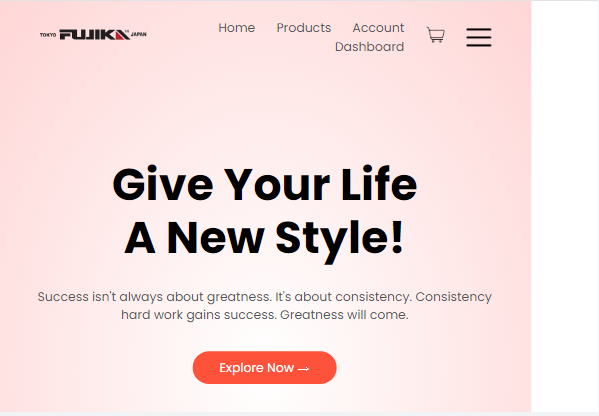 TOKYO FUJIKA JAPAN
Home Products Account
Dashboard
Give Your Life
A New Style!
Success isn't always about greatness. It's about consistency. Consistency
hard work gains success. Greatness will come.
Explore Now →